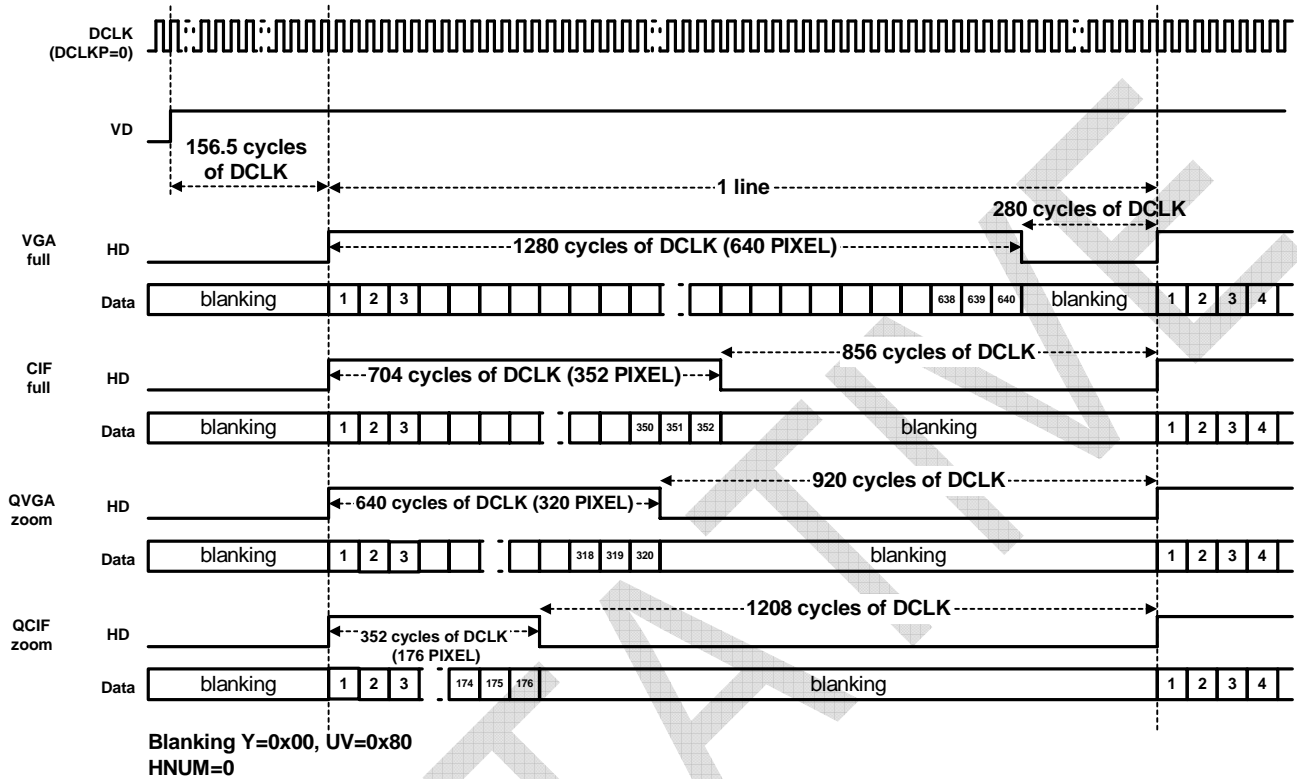 DCLK
(DCLKP=0)
VD
156.5 cycles
of DCLK
1 line
280 cycles of DCLK
VGA
full
HD
1280 cycles of DCLK (640 PIXEL)
Data
blanking 1 2 3 638 639 640 blanking 1 2 3 4
856 cycles of DCLK
CIF
full
HD
704 cycles of DCLK (352 PIXEL)
Data
blanking 1 2 3 350 351 352 blanking 1 2 3 4
920 cycles of DCLK
QVGA
zoom
HD
640 cycles of DCLK (320 PIXEL)
Data
blanking 1 2 3 318 319 320 blanking 1 2 3 4
1208 cycles of DCLK
QCIF
zoom
HD
352 cycles of DCLK
(176 PIXEL)
Data
blanking 1 2 3 174 175 176 blanking 1 2 3 4
Blanking Y=0x00, UV=0x80
HNUM=0
TATIVE